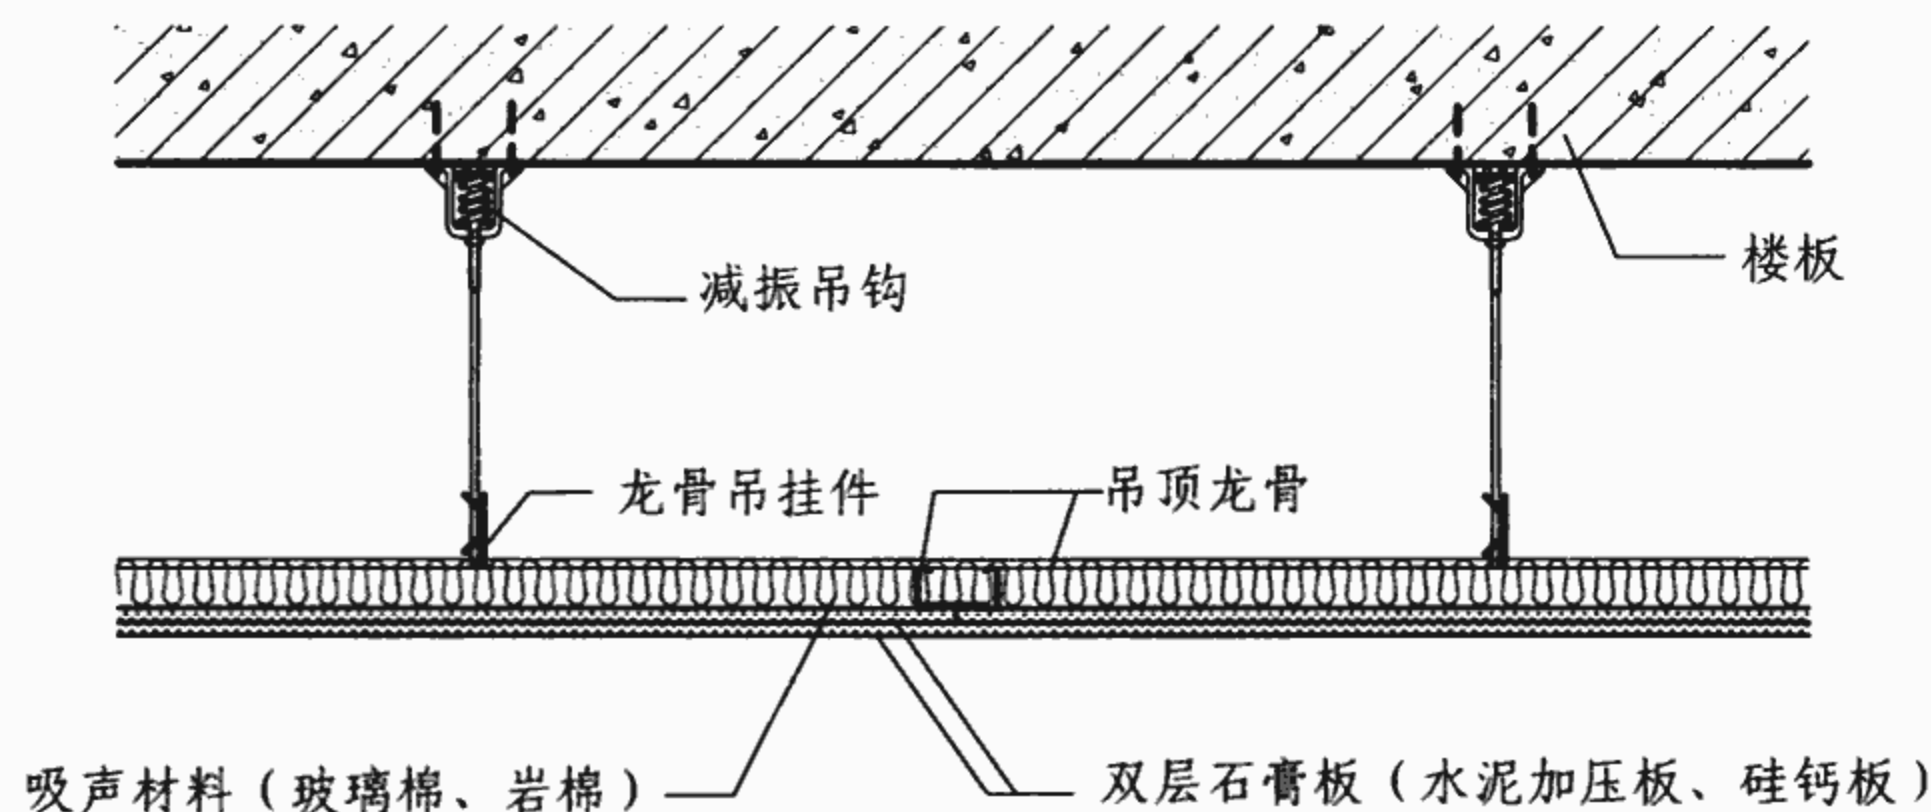 楼板
减振吊钩
龙骨吊挂件
吊顶龙骨
吸声材料（玻璃棉、岩棉）
双层石膏板（水泥加压板、硅钙板）